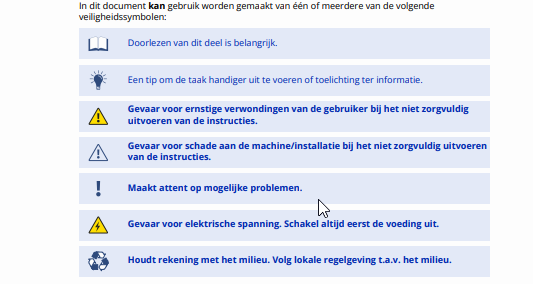 In dit document kan gebruik worden gemaakt van één of meerdere van de volgende
veiligheidssymbolen:
Doorlezen van dit deel is belangrijk.
Een tip om de taak handiger uit te voeren of toelichting ter informatie.
Gevaar voor ernstige verwondingen van de gebruiker bij het niet zorgvuldig
uitvoeren van de instructies.
Gevaar voor schade aan de machine/installatie bij het niet zorgvuldig uitvoeren
van de instructies.
Maakt attent op mogelijke problemen.
Gevaar voor elektrische spanning. Schakel altijd eerst de voeding uit.
Houdt rekening met het milieu. Volg lokale regelgeving t.a.v. het milieu.